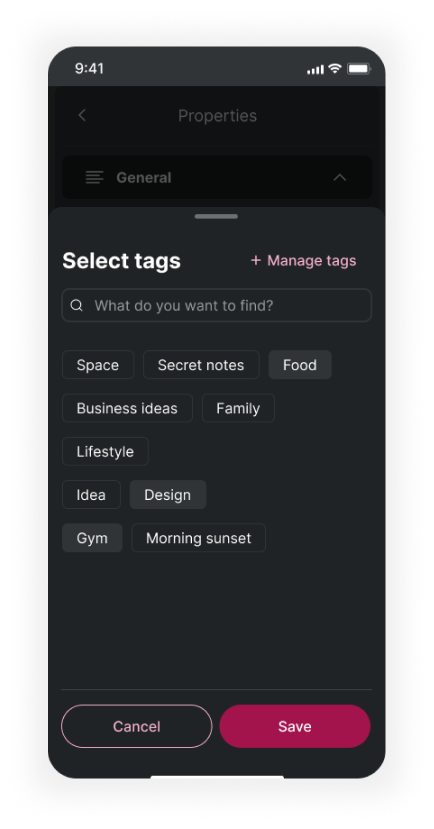 9:41
Properties
General
Select tags
+ Manage tags
What do you want to find?
Space Secret notes Food
Business ideas Family
Lifestyle
Idea Design
Gym Morning sunset
Cancel Save